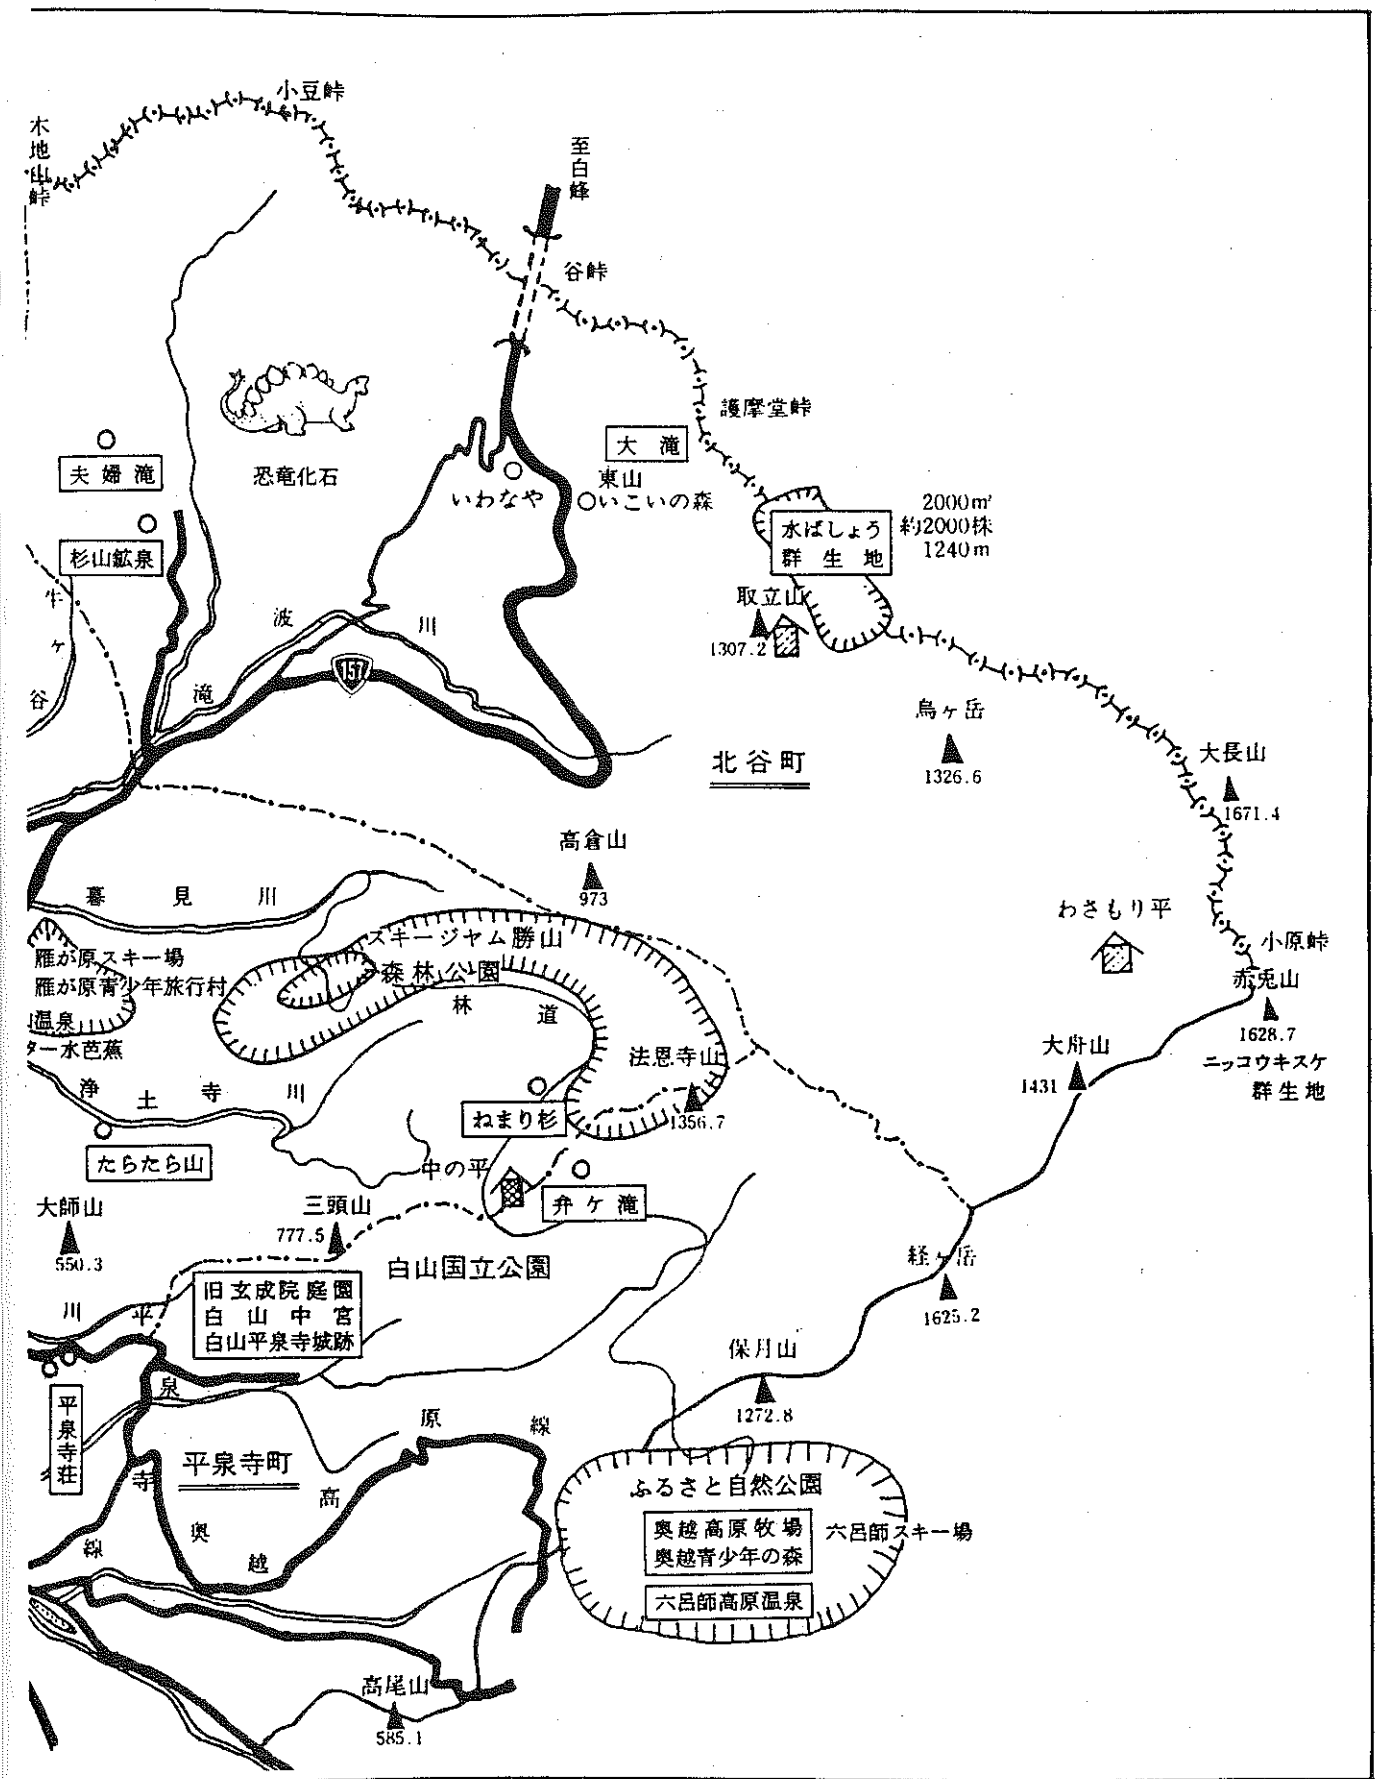 小豆峠
木地山峠
至白峰
谷峠
護摩堂峠
大滝
夫婦滝
恐竜化石
東山
いこいの森
いわなや
2000㎡
約2000株
1240m
水ばしょう
群生地
杉山鉱泉
牛ヶ谷
取立山
1307.2
滝波川
157
鳥ヶ岳
1326.6
北谷町
大長山
1671.4
高倉山
973
暮見川
わさもり平
小原峠
赤兎山
1628.7
ニッコウキスケ
群生地
スキージャム勝山
森林公園
林道
雁が原スキー場
雁が原青少年旅行村
温泉
ター水芭蕉
法恩寺山
1356.7
大舟山
1431
浄土寺川
ねまり杉
たらたら山
中の平
弁ケ滝
大師山
550.3
三頭山
777.5
白山国立公園
経ヶ岳
1625.2
旧玄成院庭園
白山中宮
白山平泉寺城跡
川
平泉寺線
保月山
1272.8
平泉寺荘
平泉寺町
奥越高原線
ふるさと自然公園
奥越高原牧場
奥越青少年の森
六呂師スキー場
六呂師高原温泉
高尾山
585.1